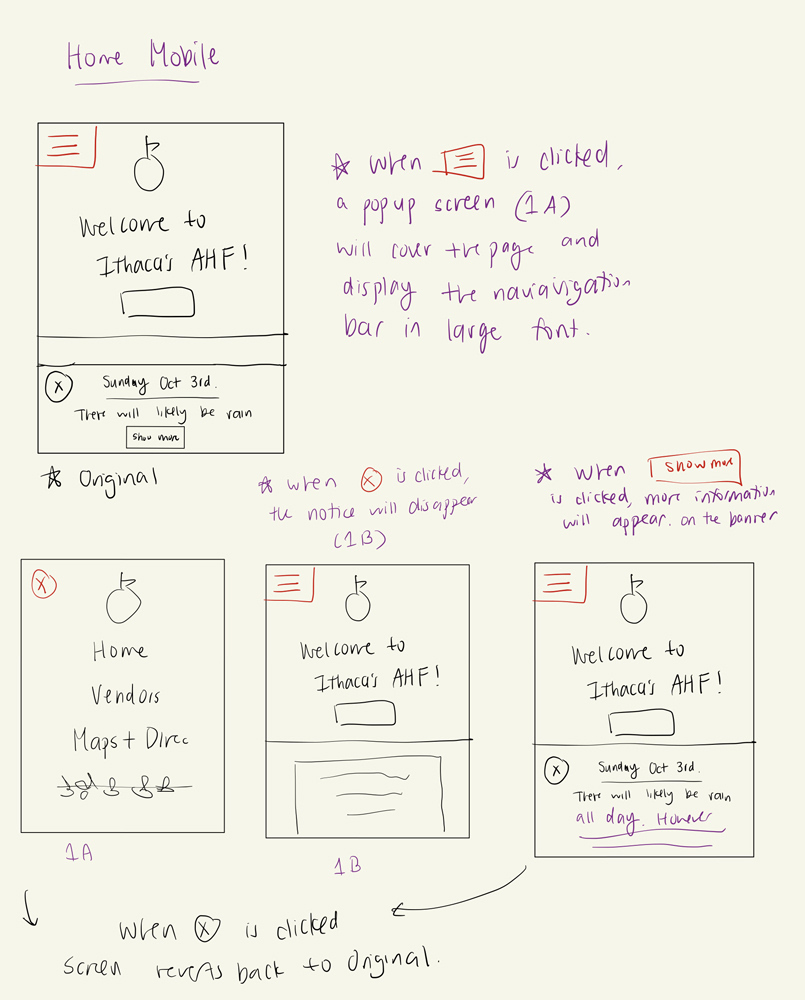 Home Mobile
Welcome to
Ithaca's AHF!
X
Sunday Oct 3rd.
There will likely be rain
show more
☆ Original
☆ when is clicked,
a popup screen (1A)
will cover the page and
display the naviavigation
bar in large font.
☆ when X is clicked,
the notice will disappear
(1B)
☆ when show more
is clicked, more information
will appear. on the banner
X
Home
Vendors
Maps + Direc
1A
Welcome to
Ithaca's AHF!
1B
Welcome to
Ithaca's AHF!
X
Sunday Oct 3rd.
There will likely be rain
all day. However
when X is clicked
screen reverts back to Original.